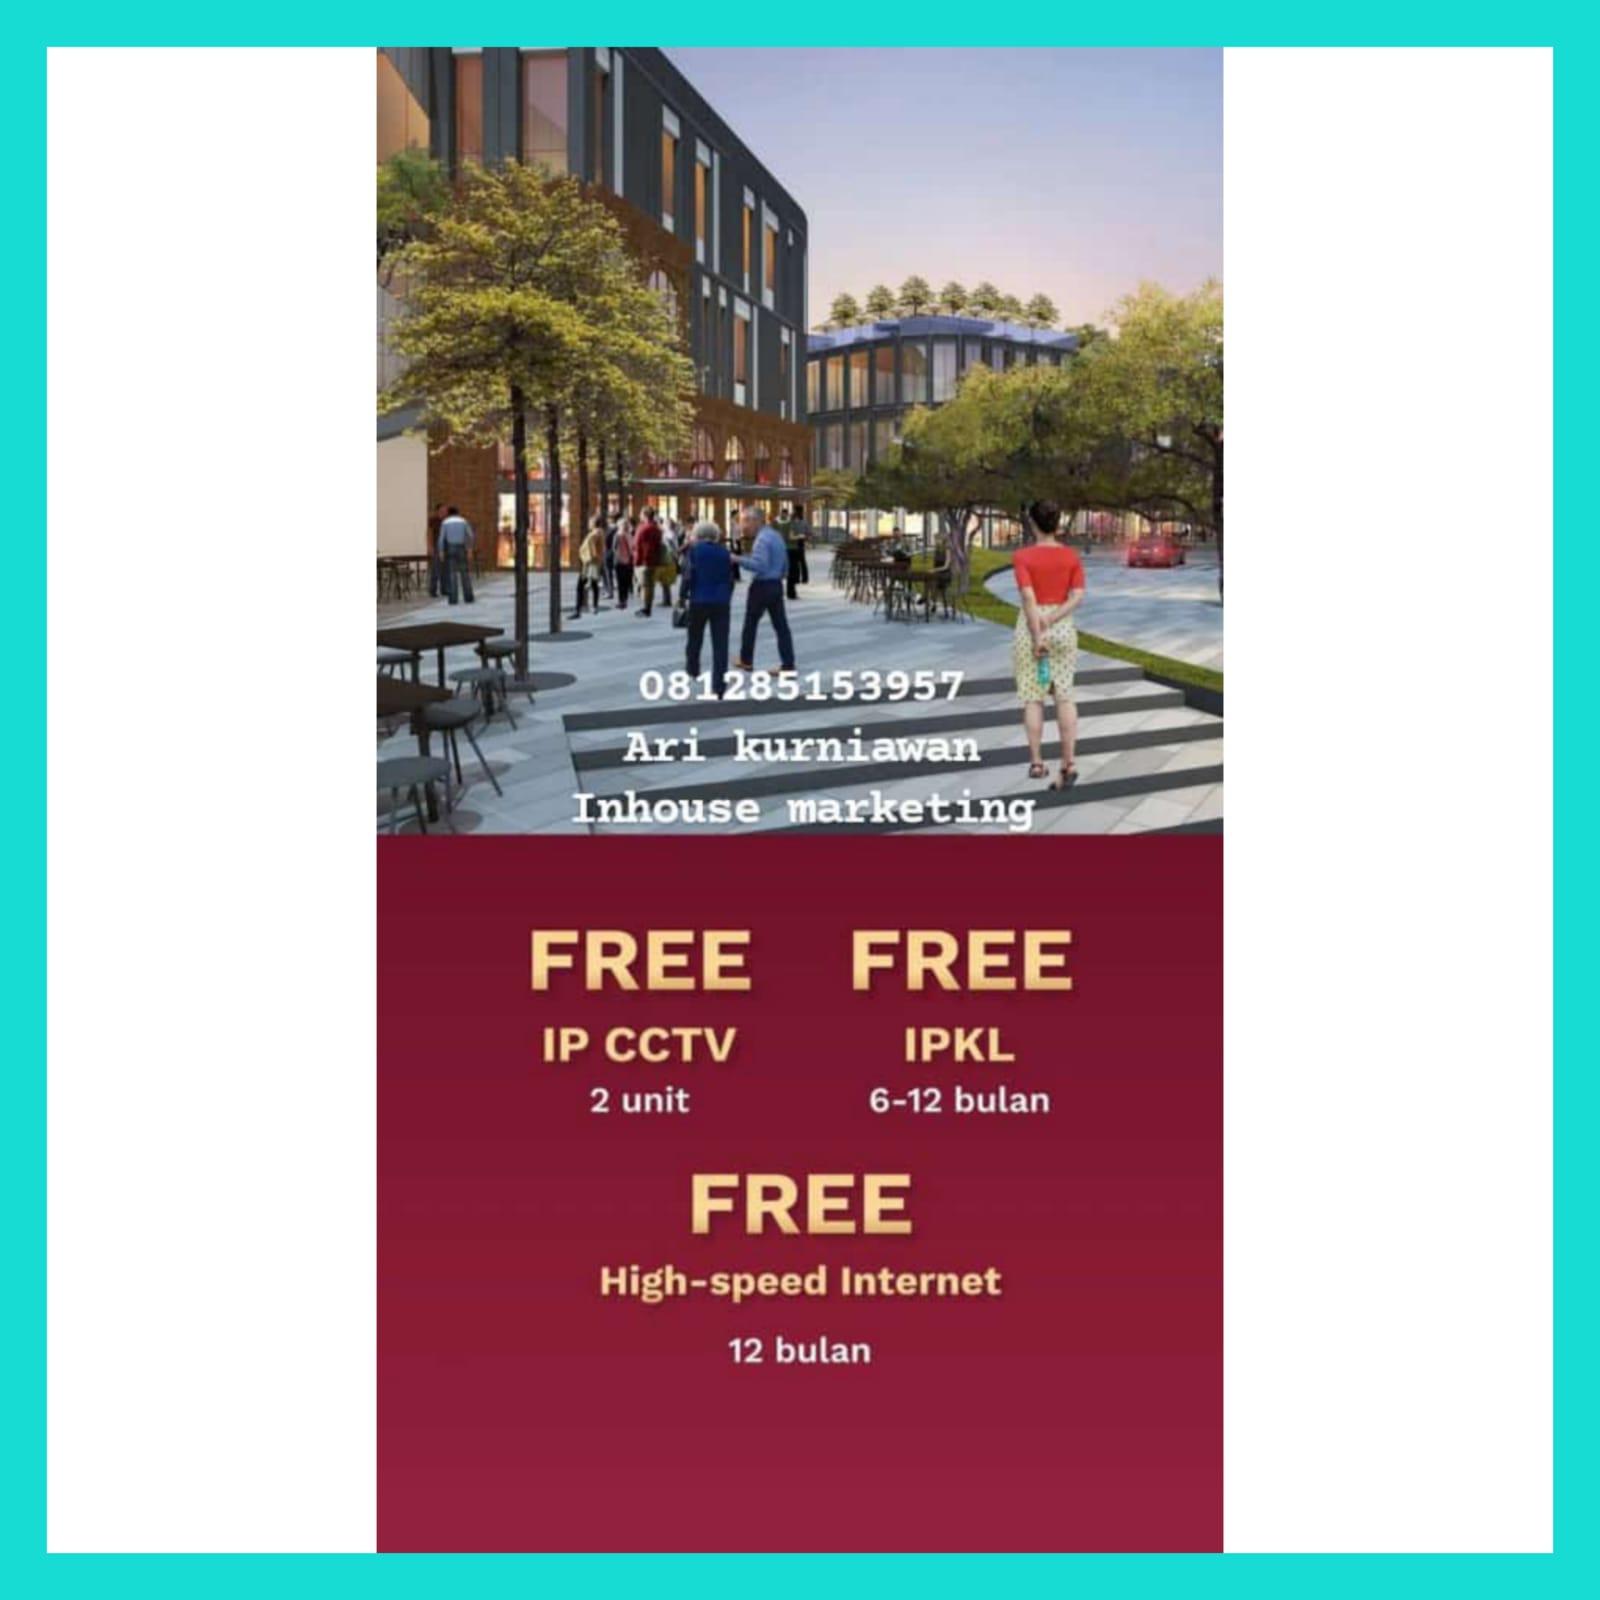 081285153957
Ari kurniawan
Inhouse marketing
FREE
IP CCTV
2 unit
FREE
IPKL
6-12 bulan
FREE
High-speed Internet
12 bulan